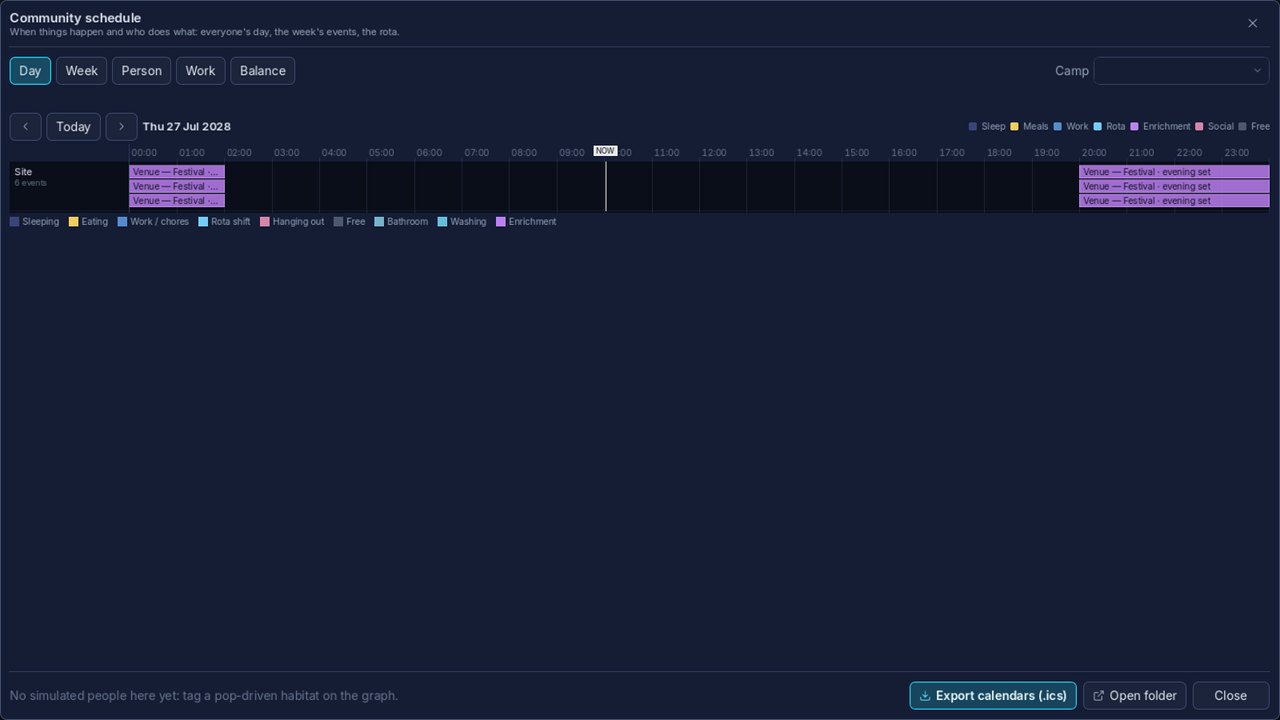 Community schedule
When things happen and who does what: everyone's day, the week's events, the rota.
Day Week Person Work Balance Camp
Today Thu 27 Jul 2028 Sleep Meals Work Rota Enrichment Social Free
00:00 01:00 02:00 03:00 04:00 05:00 06:00 07:00 08:00 09:00 NOW :00 11:00 12:00 13:00 14:00 15:00 16:00 17:00 18:00 19:00 20:00 21:00 22:00 23:00
Site Venue — Festival ·... Venue — Festival · evening set
6 events Venue — Festival ·... Venue — Festival · evening set
Venue — Festival ·... Venue — Festival · evening set
Sleeping Eating Work / chores Rota shift Hanging out Free Bathroom Washing Enrichment
No simulated people here yet: tag a pop-driven habitat on the graph. Export calendars (.ics) Open folder Close